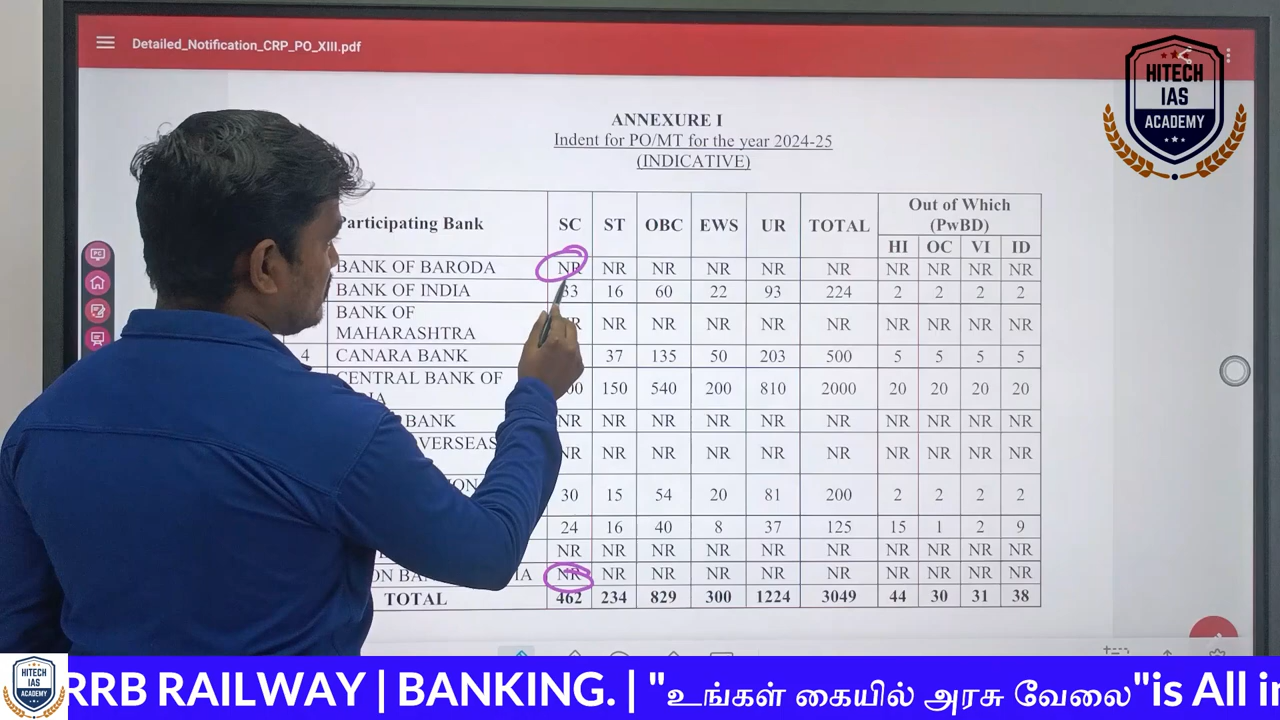 Detailed_Notification_CRP_PO_XIII.pdf
HITECH
IAS
ACADEMY
ANNEXURE I
Indent for PO/MT for the year 2024-25
(INDICATIVE)
Participating Bank SC ST OBC EWS UR TOTAL Out of Which (PwBD)
HI OC VI ID
BANK OF BARODA NR NR NR NR NR NR NR NR NR NR
BANK OF INDIA 33 16 60 22 93 224 2 2 2 2
BANK OF MAHARASHTRA NR NR NR NR NR NR NR NR NR
4 CANARA BANK 37 135 50 203 500 5 5 5 5
CENTRAL BANK OF 150 540 200 810 2000 20 20 20 20
BANK NR NR NR NR NR NR NR NR NR NR
OVERSEAS NR NR NR NR NR NR NR NR NR NR
30 15 54 20 81 200 2 2 2 2
24 16 40 8 37 125 15 1 2 9
NR NR NR NR NR NR NR NR NR NR
NR NR NR NR NR NR NR NR NR NR
TOTAL 462 234 829 300 1224 3049 44 30 31 38
HITECH
IAS
ACADEMY
RRB RAILWAY | BANKING. | "உங்கள் கையில் அரசு வேலை"is All in